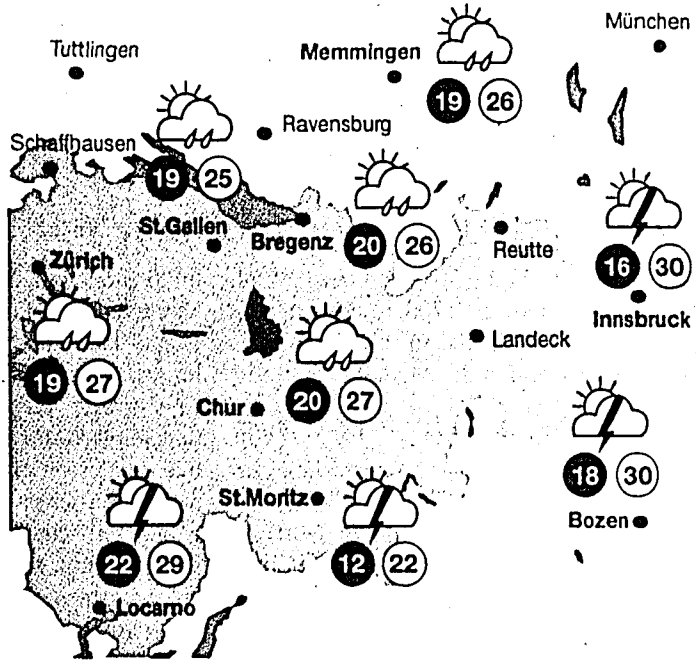 München
Tuttlingen
Memmingen
19 26
Ravensburg
Schaffhausen
19 25
St.Gallen
Bregenz
20 26
Reutte
Zürich
16 30
Innsbruck
Landeck
19 27
20 27
Chur
18 30
St.Moritz
Bozen
22 29
12 22
Locarno